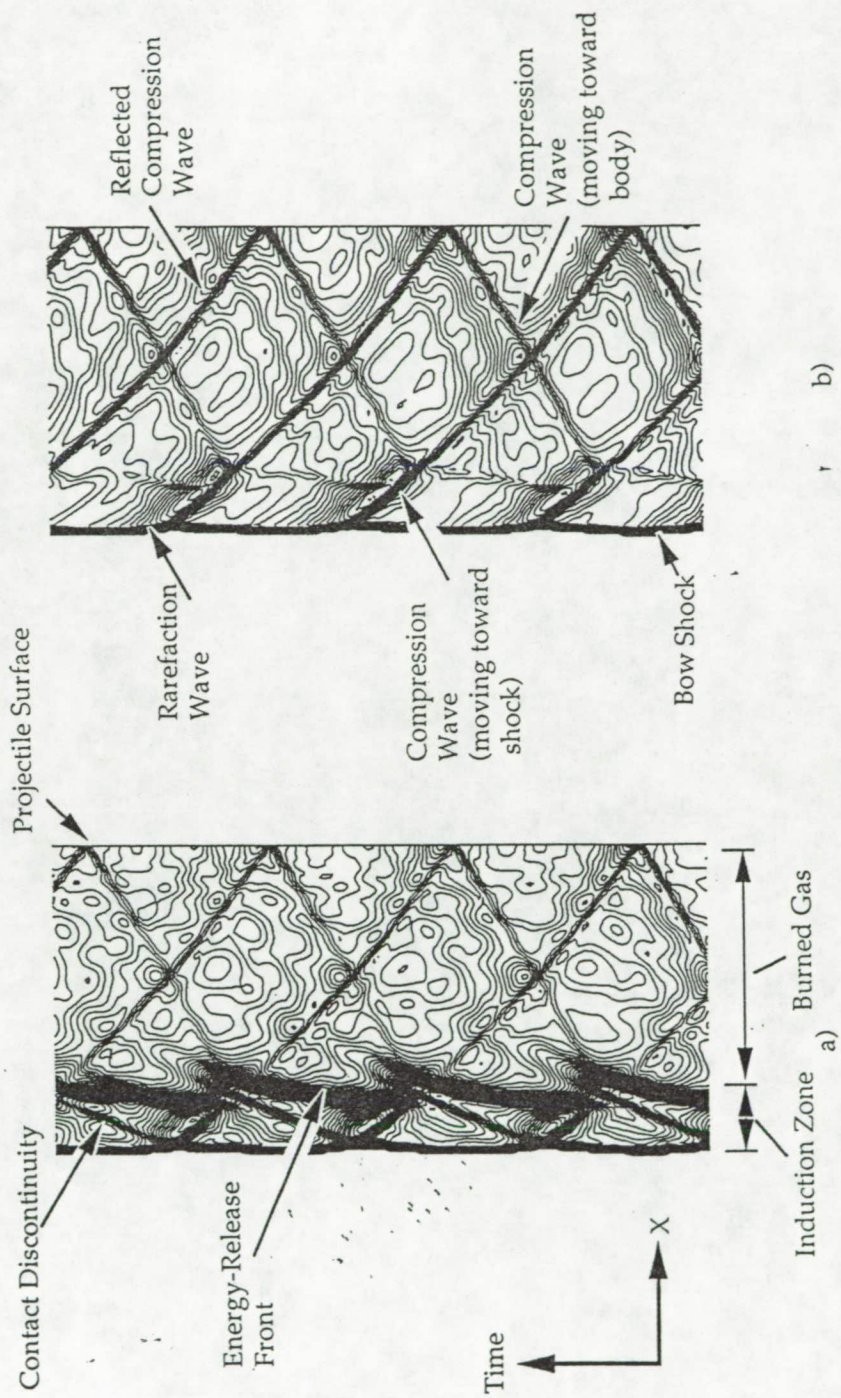 Contact Discontinuity
Projectile Surface
Energy-Release
Front
Time
X
Induction Zone
Burned Gas
a)
Rarefaction
Wave
Reflected
Compression
Wave
Compression
Wave
(moving toward
shock)
Compression
Wave
(moving toward
body)
Bow Shock
b)